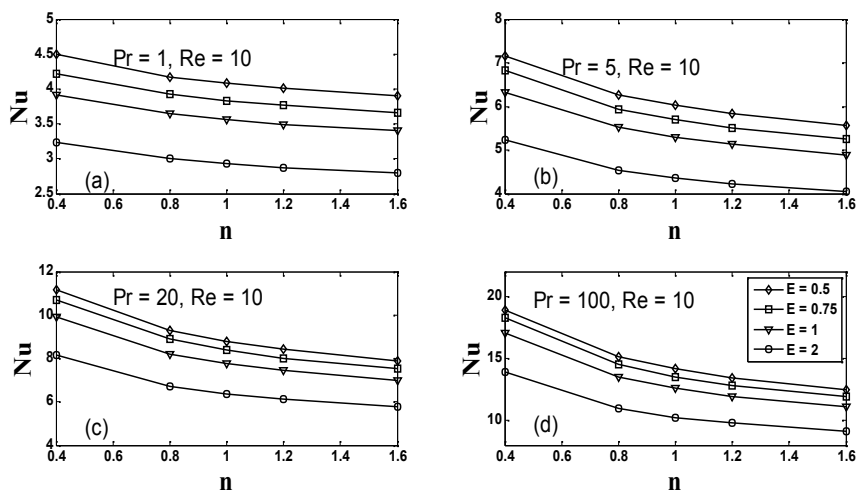 5
4.5
4
3.5
3
2.5
Nu
Pr = 1, Re = 10
(a)
0.4 0.6 0.8 1 1.2 1.4 1.6
n
8
7
6
5
4
Nu
Pr = 5, Re = 10
(b)
0.4 0.6 0.8 1 1.2 1.4 1.6
n
12
10
8
6
4
Nu
Pr = 20, Re = 10
(c)
0.4 0.6 0.8 1 1.2 1.4 1.6
n
20
15
10
Nu
Pr = 100, Re = 10
E = 0.5
E = 0.75
E = 1
E = 2
(d)
0.4 0.6 0.8 1 1.2 1.4 1.6
n